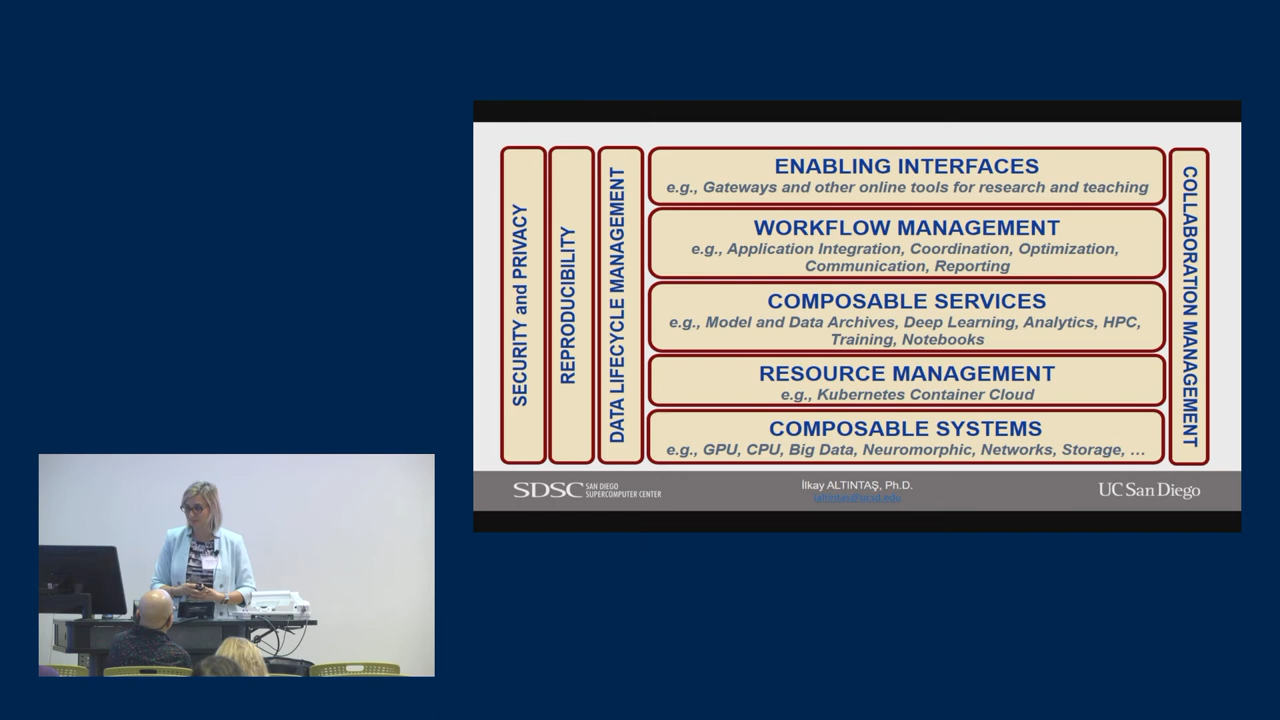 SECURITY and PRIVACY
REPRODUCIBILITY
DATA LIFECYCLE MANAGEMENT
ENABLING INTERFACES
e.g., Gateways and other online tools for research and teaching
WORKFLOW MANAGEMENT
e.g., Application Integration, Coordination, Optimization,
Communication, Reporting
COMPOSABLE SERVICES
e.g., Model and Data Archives, Deep Learning, Analytics, HPC,
Training, Notebooks
RESOURCE MANAGEMENT
e.g., Kubernetes Container Cloud
COMPOSABLE SYSTEMS
e.g., GPU, CPU, Big Data, Neuromorphic, Networks, Storage, …
COLLABORATION MANAGEMENT
SDSC SAN DIEGO
SUPERCOMPUTER CENTER
İlkay ALTINTAŞ, Ph.D.
ialtintas@ucsd.edu
UC San Diego